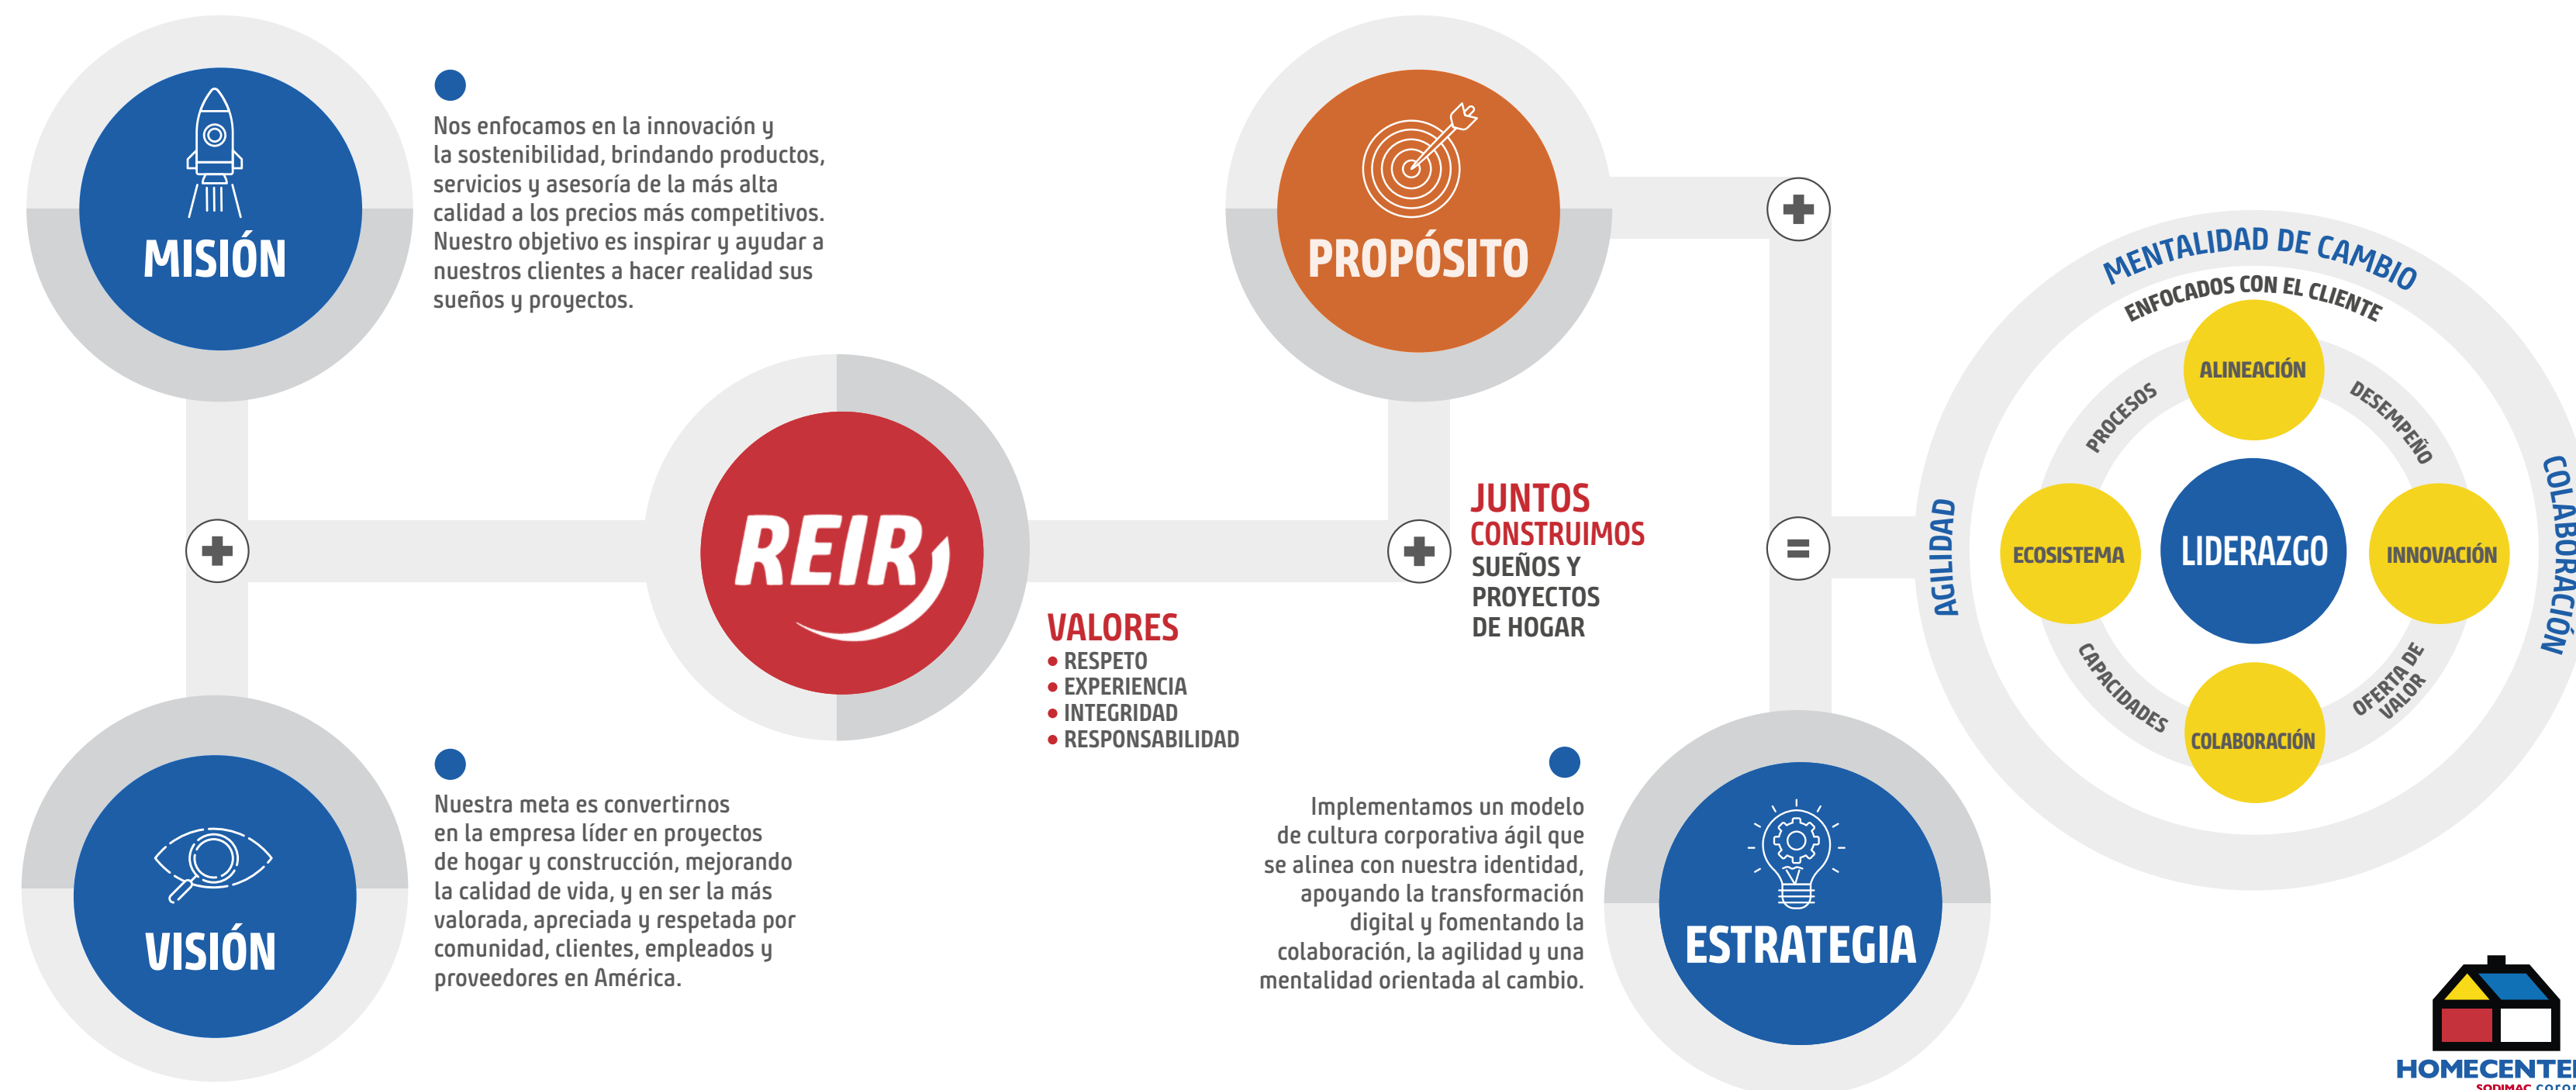 MISIÓN
Nos enfocamos en la innovación y
la sostenibilidad, brindando productos,
servicios y asesoría de la más alta
calidad a los precios más competitivos.
Nuestro objetivo es inspirar y ayudar a
nuestros clientes a hacer realidad sus
sueños y proyectos.
VISIÓN
Nuestra meta es convertirnos
en la empresa líder en proyectos
de hogar y construcción, mejorando
la calidad de vida, y en ser la más
valorada, apreciada y respetada por
comunidad, clientes, empleados y
proveedores en América.
REIR
VALORES
• RESPETO
• EXPERIENCIA
• INTEGRIDAD
• RESPONSABILIDAD
PROPÓSITO
JUNTOS
CONSTRUIMOS
SUEÑOS Y
PROYECTOS
DE HOGAR
+
+
+
=
Implementamos un modelo
de cultura corporativa ágil que
se alinea con nuestra identidad,
apoyando la transformación
digital y fomentando la
colaboración, la agilidad y una
mentalidad orientada al cambio.
ESTRATEGIA
MENTALIDAD DE CAMBIO
ENFOCADOS CON EL CLIENTE
AGILIDAD
COLABORACIÓN
ALINEACIÓN
PROCESOS
DESEMPEÑO
ECOSISTEMA
LIDERAZGO
INNOVACIÓN
CAPACIDADES
OFERTA DE
VALOR
COLABORACIÓN
HOMECENTE
SODIMAC coro